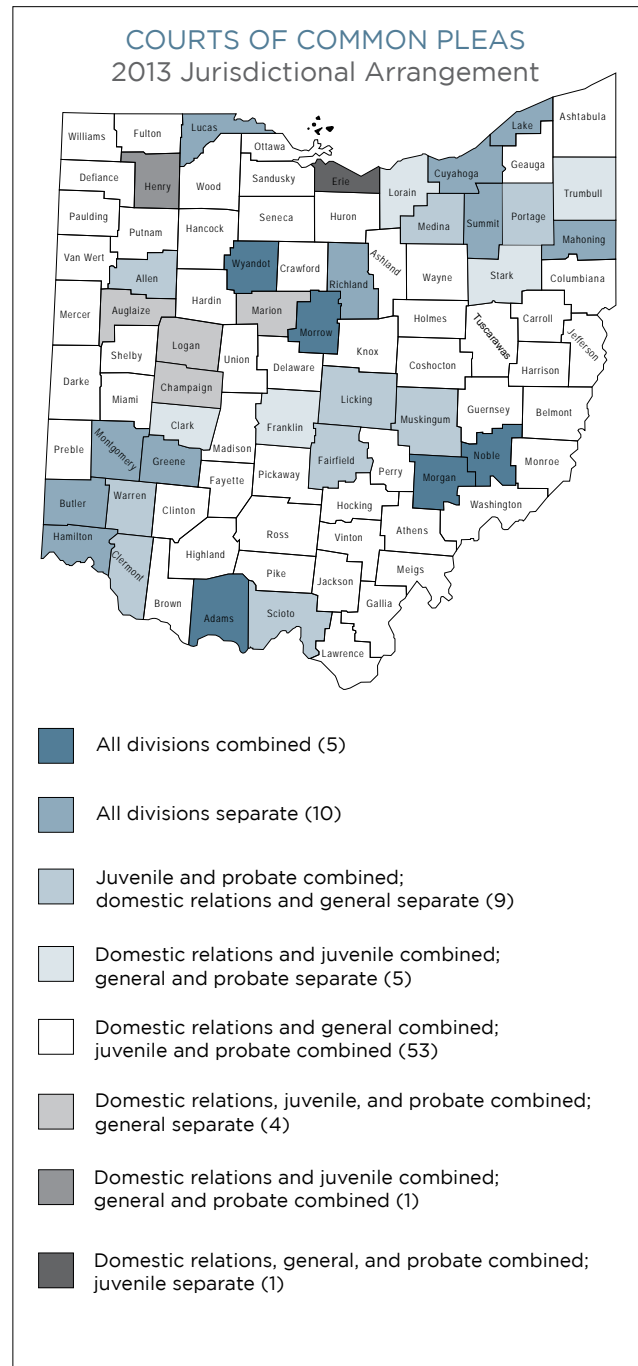 COURTS OF COMMON PLEAS
2013 Jurisdictional Arrangement
Williams
Fulton
Lucas
Ottawa
Lake
Ashtabula
Defiance
Henry
Wood
Sandusky
Erie
Lorain
Cuyahoga
Geauga
Trumbull
Paulding
Putnam
Hancock
Seneca
Huron
Medina
Summit
Portage
Mahoning
Van Wert
Allen
Wyandot
Crawford
Richland
Ashland
Wayne
Stark
Columbiana
Mercer
Auglaize
Hardin
Marion
Morrow
Holmes
Tuscarawas
Carroll
Jefferson
Shelby
Logan
Union
Delaware
Knox
Coshocton
Harrison
Darke
Miami
Champaign
Licking
Muskingum
Guernsey
Belmont
Clark
Franklin
Preble
Montgomery
Greene
Madison
Fairfield
Perry
Morgan
Noble
Monroe
Pickaway
Fayette
Washington
Butler
Warren
Clinton
Hocking
Ross
Athens
Vinton
Hamilton
Clermont
Highland
Pike
Meigs
Jackson
Gallia
Brown
Adams
Scioto
Lawrence
All divisions combined (5)
All divisions separate (10)
Juvenile and probate combined;
domestic relations and general separate (9)
Domestic relations and juvenile combined;
general and probate separate (5)
Domestic relations and general combined;
juvenile and probate combined (53)
Domestic relations, juvenile, and probate combined;
general separate (4)
Domestic relations and juvenile combined;
general and probate combined (1)
Domestic relations, general, and probate combined;
juvenile separate (1)